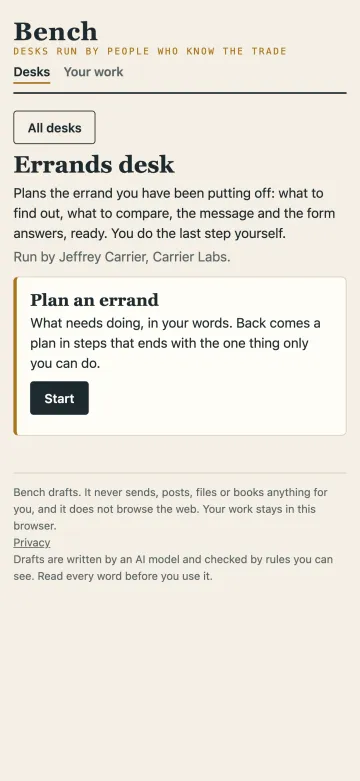 Bench
DESKS RUN BY PEOPLE WHO KNOW THE TRADE
Desks Your work
All desks
Errands desk
Plans the errand you have been putting off: what to
find out, what to compare, the message and the form
answers, ready. You do the last step yourself.
Run by Jeffrey Carrier, Carrier Labs.
Plan an errand
What needs doing, in your words. Back comes a
plan in steps that ends with the one thing only
you can do.
Start
Bench drafts. It never sends, posts, files or books anything for
you, and it does not browse the web. Your work stays in this
browser.
Privacy
Drafts are written by an AI model and checked by rules you can
see. Read every word before you use it.